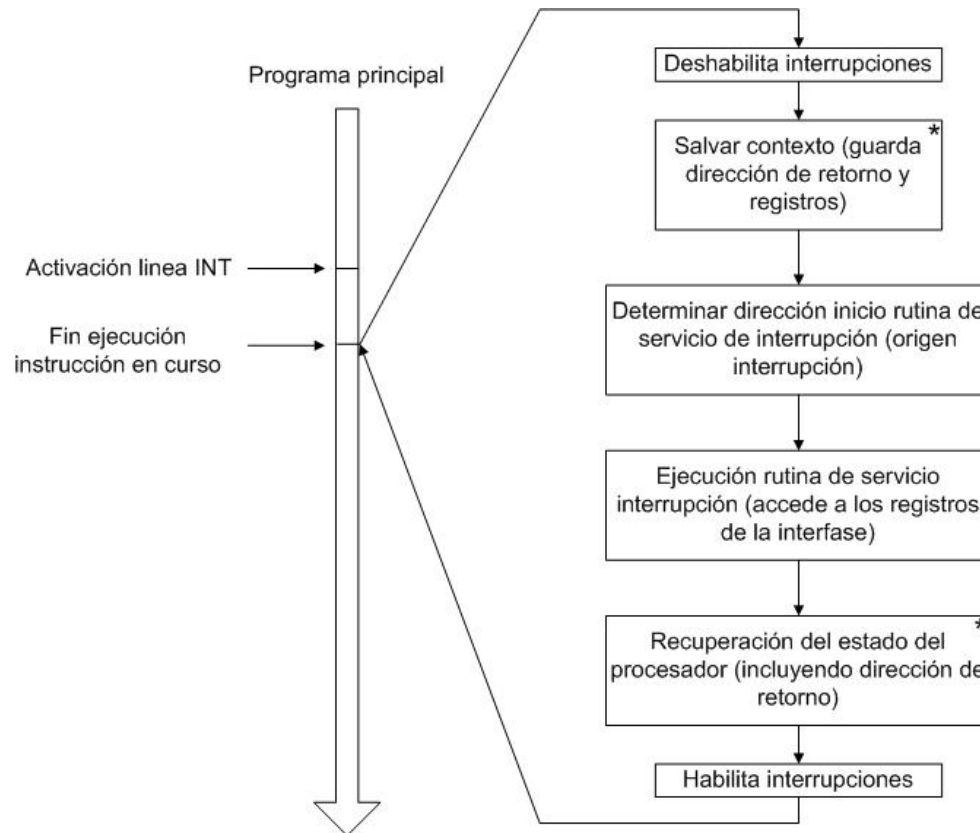 Programa principal
Activación linea INT
Fin ejecución
instrucción en curso
Deshabilita interrupciones
*
Salvar contexto (guarda
dirección de retorno y
registros)
Determinar dirección inicio rutina de
servicio de interrupción (origen
interrupción)
Ejecución rutina de servicio
interrupción (accede a los registros
de la interfase)
*
Recuperación del estado del
procesador (incluyendo dirección de
retorno)
Habilita interrupciones